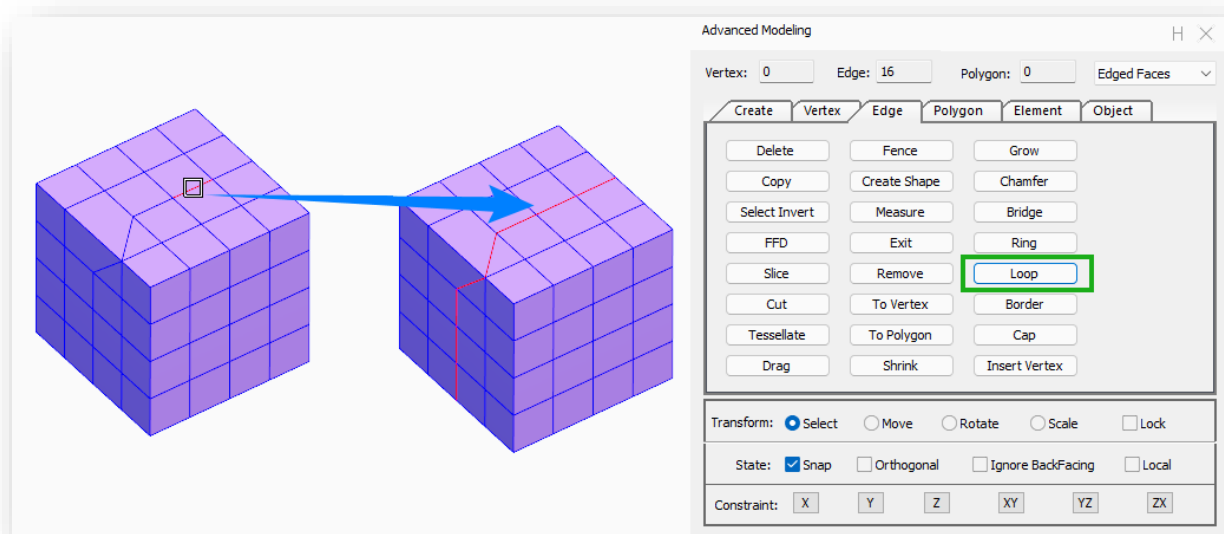 Advanced Modeling H
Vertex: 0 Edge: 16 Polygon: 0 Edged Faces
Create Vertex Edge Polygon Element Object
Delete Fence Grow
Copy Create Shape Chamfer
Select Invert Measure Bridge
FFD Exit Ring
Slice Remove Loop
Cut To Vertex Border
Tessellate To Polygon Cap
Drag Shrink Insert Vertex
Transform: Select Move Rotate Scale Lock
State: Snap Orthogonal Ignore BackFacing Local
Constraint: X Y Z XY YZ ZX